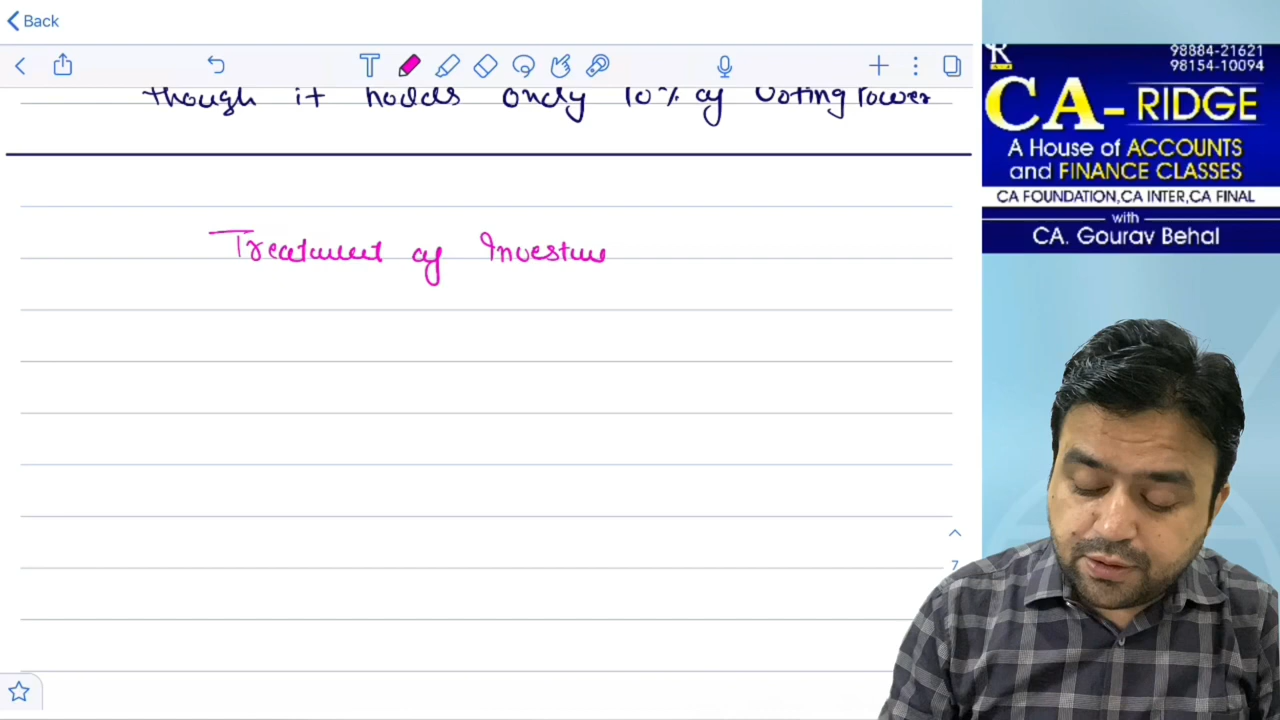 Back
though it holds only 10% of Voting Power
Treatment of Investme
7
98884-21621
98154-10094
CA- RIDGE
A House of ACCOUNTS
and FINANCE CLASSES
CA FOUNDATION,CA INTER,CA FINAL
with
CA. Gourav Behal